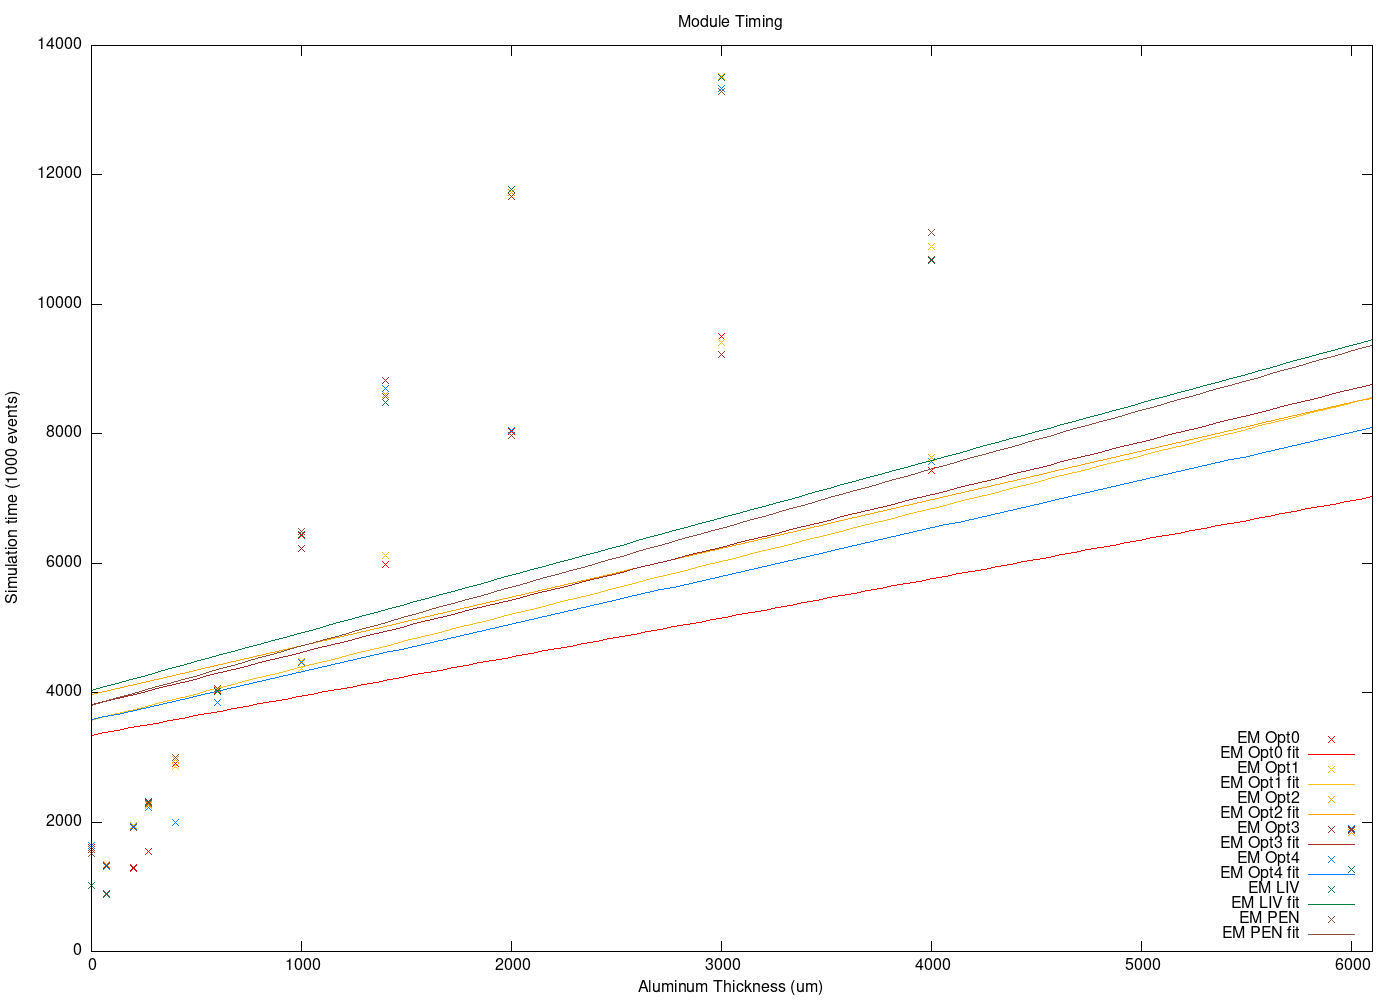 Module Timing
14000
12000
10000
8000
6000
4000
2000
0
Simulation time (1000 events)
EM Opt0
EM Opt0 fit
EM Opt1
EM Opt1 fit
EM Opt2
EM Opt2 fit
EM Opt3
EM Opt3 fit
EM Opt4
EM Opt4 fit
EM LIV
EM LIV fit
EM PEN
EM PEN fit
0 1000 2000 3000 4000 5000 6000
Aluminum Thickness (um)